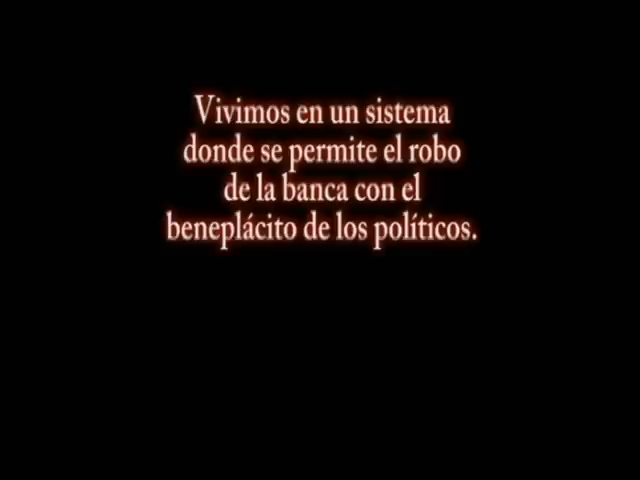 Vivimos en un sistema
donde se permite el robo
de la banca con el
beneplácito de los políticos.